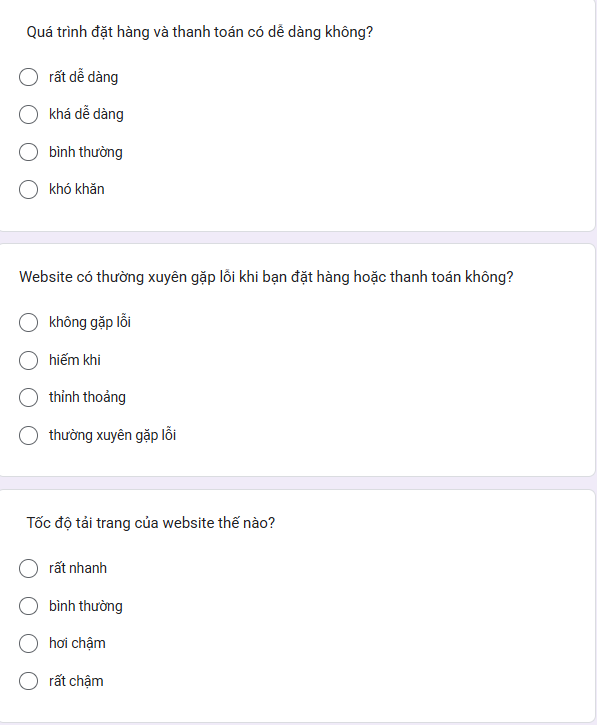 Quá trình đặt hàng và thanh toán có dễ dàng không?
rất dễ dàng
khá dễ dàng
bình thường
khó khăn
Website có thường xuyên gặp lỗi khi bạn đặt hàng hoặc thanh toán không?
không gặp lỗi
hiếm khi
thỉnh thoảng
thường xuyên gặp lỗi
Tốc độ tải trang của website thế nào?
rất nhanh
bình thường
hơi chậm
rất chậm